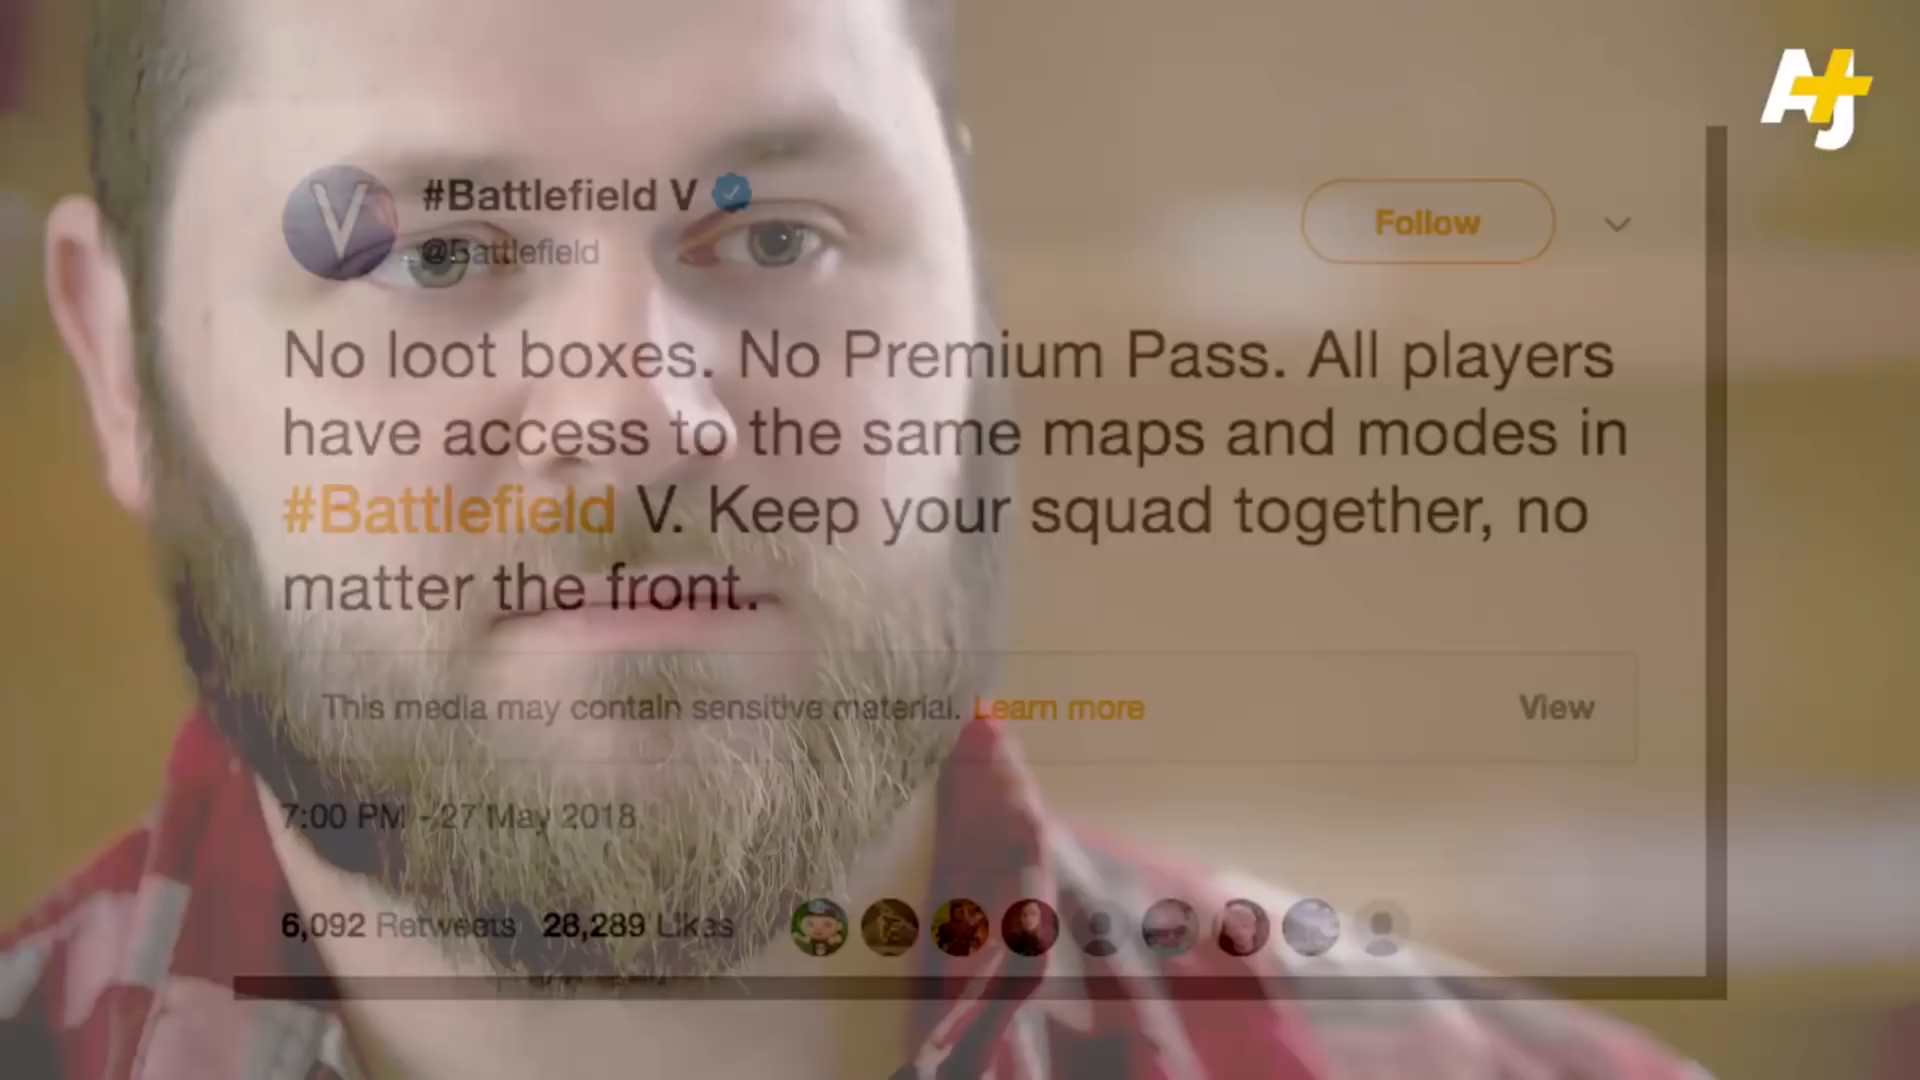 AJ+
#Battlefield V
@Battlefield
Follow
No loot boxes. No Premium Pass. All players
have access to the same maps and modes in
#Battlefield V. Keep your squad together, no
matter the front.
This media may contain sensitive material. Learn more
View
7:00 PM - 27 May 2018
6,092 Retweets 28,289 Likes